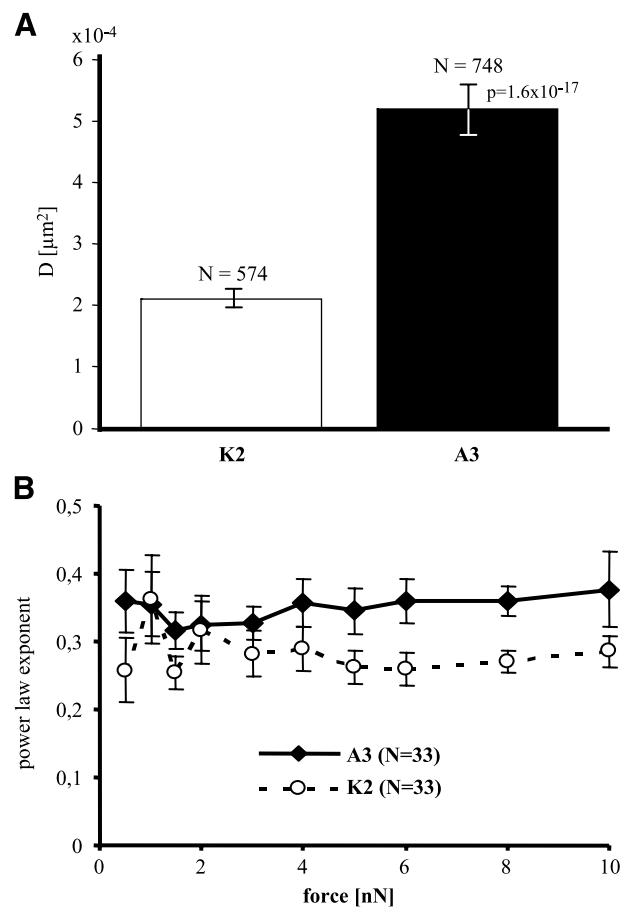 A
x10-4
6
N = 748
p=1.6x10-17
5
4
D [µm2]
3
N = 574
2
1
0
K2 A3
B
0,5
0,4
0,3
power law exponent
0,2
A3 (N=33)
0,1
K2 (N=33)
0
0 2 4 6 8 10
force [nN]